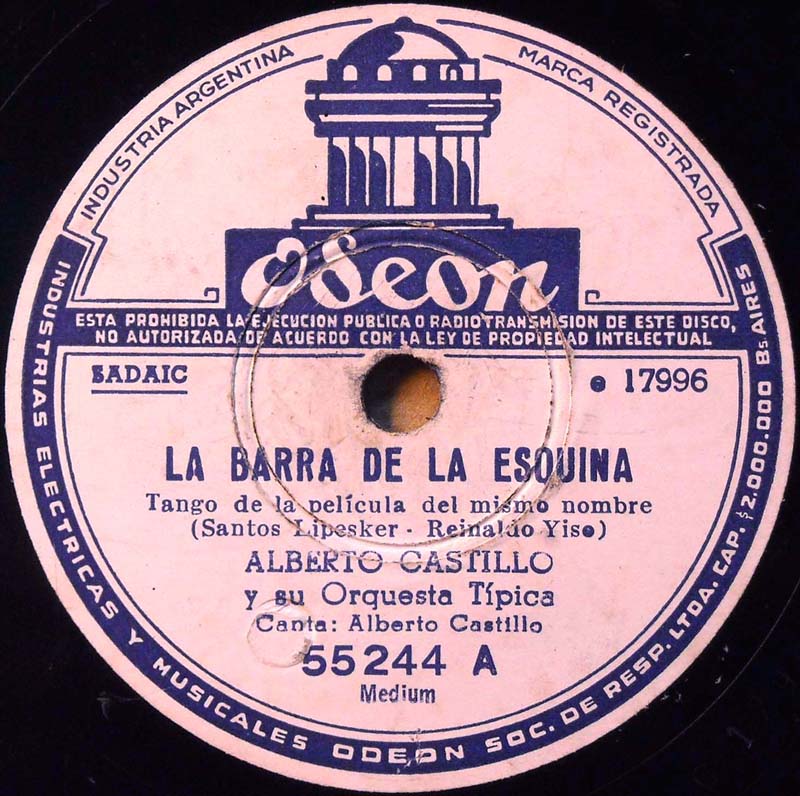 INDUSTRIA ARGENTINA
MARCA REGISTRADA
Odeon
ESTA PROHIBIDA LA EJECUCION PUBLICA O RADIOTRANSMISION DE ESTE DISCO,
NO AUTORIZADA DE ACUERDO CON LA LEY DE PROPIEDAD INTELECTUAL
SADAIC
e 17996
LA BARRA DE LA ESQUINA
Tango de la película del mismo nombre
(Santos Lipesker - Reinaldo Yiso)
ALBERTO CASTILLO
y su Orquesta Típica
Canta: Alberto Castillo
55244 A
Medium
INDUSTRIAS ELECTRICAS Y MUSICALES ODEON SOC. DE RESP. LTDA. CAP. $2.000.000 Bs. AIRES